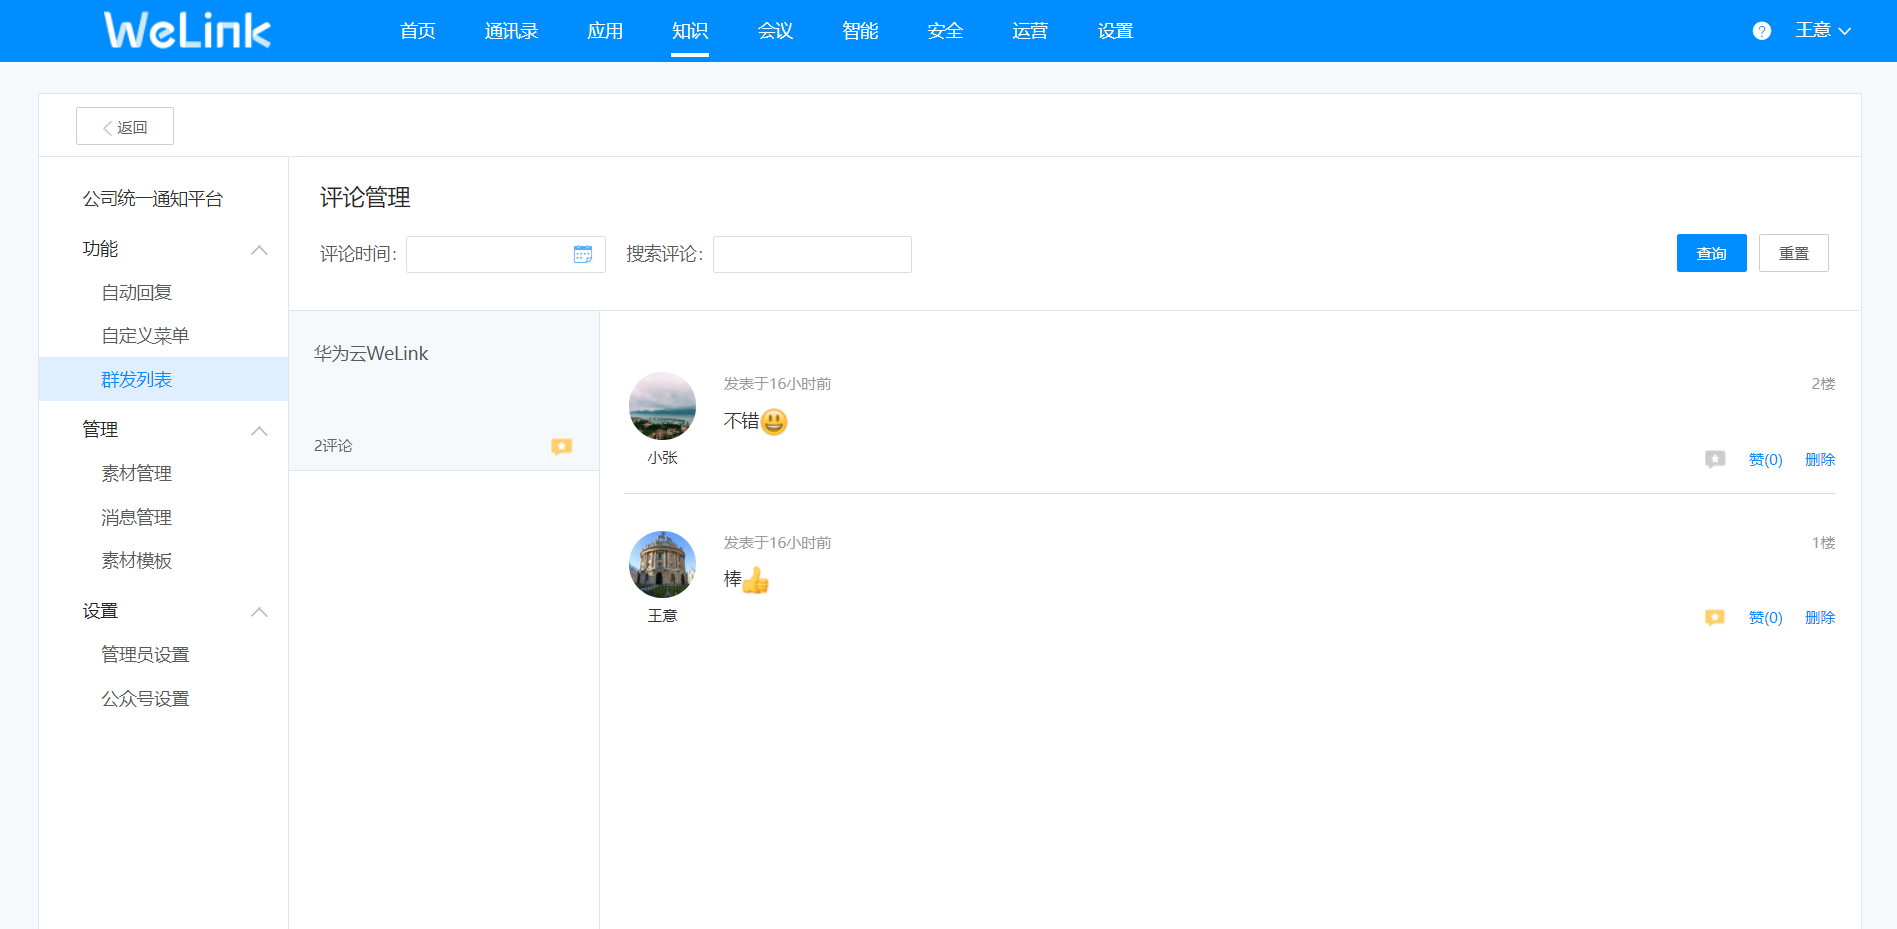 WeLink 首页 通讯录 应用 知识 会议 智能 安全 运营 设置 ? 王意
返回
公司统一通知平台
功能
自动回复
自定义菜单
群发列表
管理
素材管理
消息管理
素材模板
设置
管理员设置
公众号设置
评论管理
评论时间: 搜索评论: 查询 重置
华为云WeLink
2评论
发表于16小时前 2楼
不错😃
小张
赞(0) 删除
发表于16小时前 1楼
棒👍
王意
赞(0) 删除